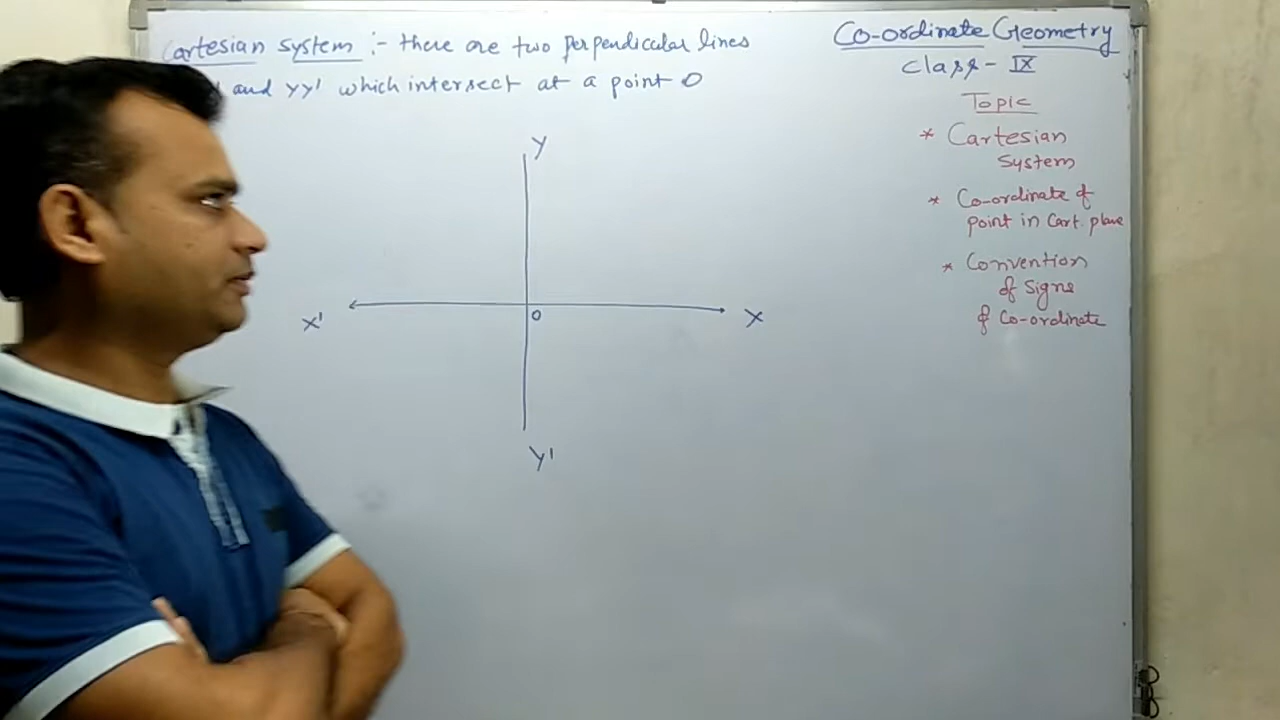 Cartesian system :- there are two perpendicular lines
and YY' which intersect at a point O
Co-ordinate Geometry
Class - IX
Topic
* Cartesian
System
* Co-ordinate of
point in Cart. plane
* Convention
of Signs
of Co-ordinate
Y
X'
O
X
Y'